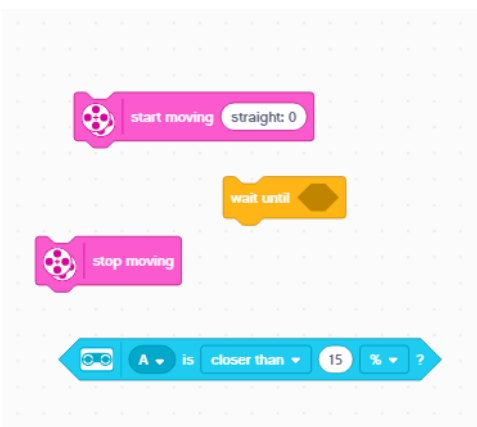 start moving straight: 0
wait until
stop moving
A is closer than 15 % ?